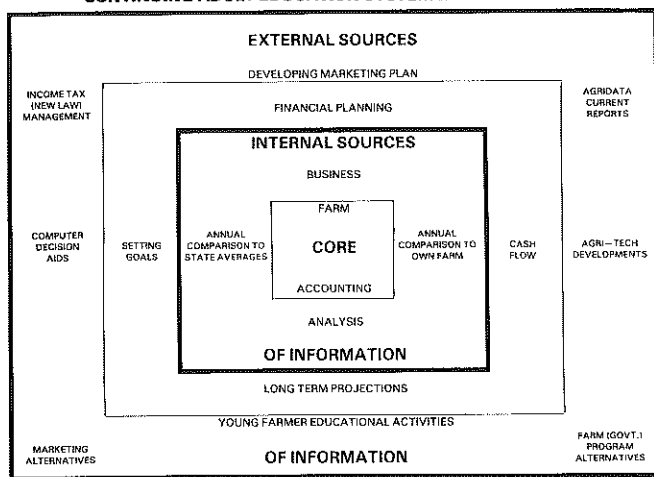 EXTERNAL SOURCES
DEVELOPING MARKETING PLAN
INCOME TAX
(NEW LAW)
MANAGEMENT
FINANCIAL PLANNING
AGRIDATA
CURRENT
REPORTS
INTERNAL SOURCES
BUSINESS
FARM
COMPUTER
DECISION
AIDS
SETTING
GOALS
ANNUAL
COMPARISON TO
STATE AVERAGES
CORE
ANNUAL
COMPARISON TO
OWN FARM
CASH
FLOW
AGRI-TECH
DEVELOPMENTS
ACCOUNTING
ANALYSIS
OF INFORMATION
LONG TERM PROJECTIONS
YOUNG FARMER EDUCATIONAL ACTIVITIES
MARKETING
ALTERNATIVES
OF INFORMATION
FARM (GOVT.)
PROGRAM
ALTERNATIVES